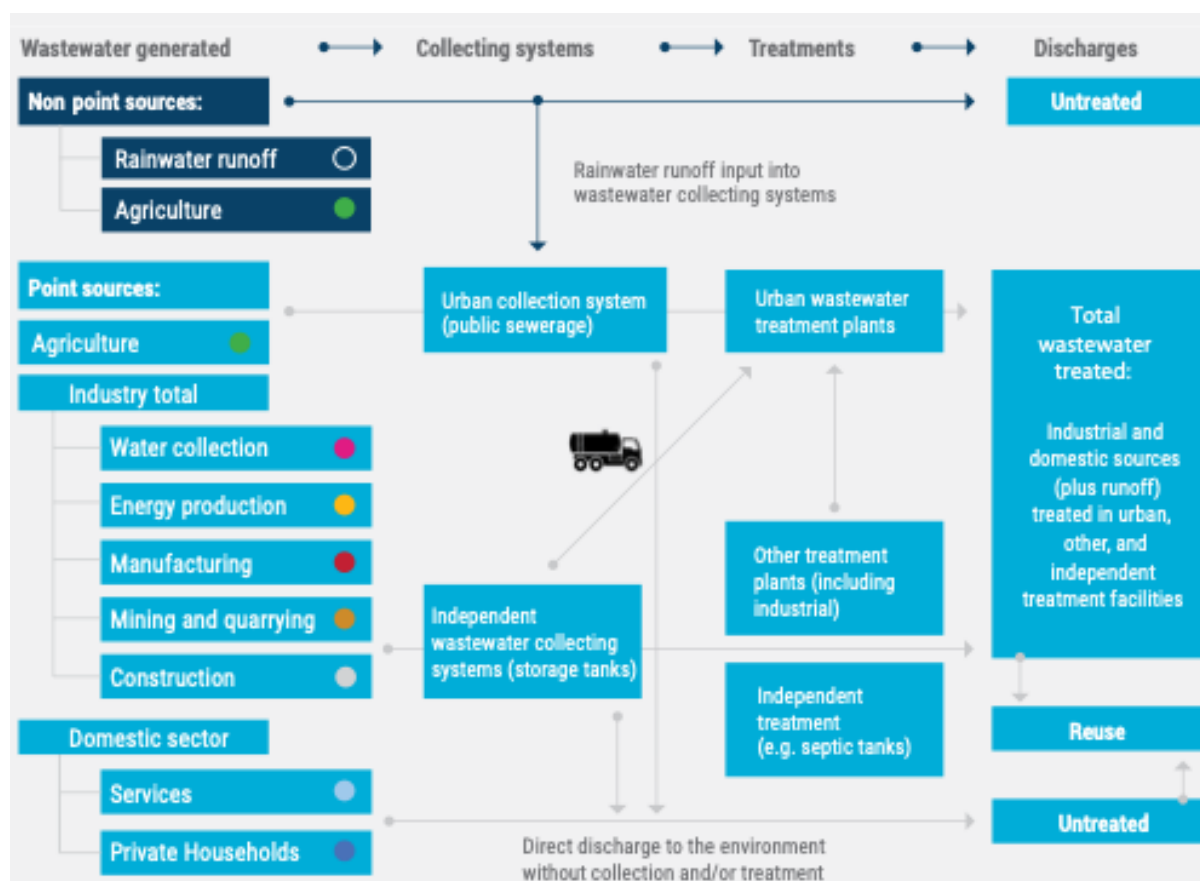 Wastewater generated
Collecting systems
Treatments
Discharges
Non point sources:
Untreated
Rainwater runoff
Agriculture
Rainwater runoff input into
wastewater collecting systems
Point sources:
Agriculture
Industry total
Water collection
Energy production
Manufacturing
Mining and quarrying
Construction
Domestic sector
Services
Private Households
Urban collection system
(public sewerage)
Independent
wastewater collecting
systems (storage tanks)
Urban wastewater
treatment plants
Other treatment
plants (including
industrial)
Independent
treatment
(e.g. septic tanks)
Direct discharge to the environment
without collection and/or treatment
Total
wastewater
treated:
Industrial and
domestic sources
(plus runoff)
treated in urban,
other, and
independent
treatment facilities
Reuse
Untreated